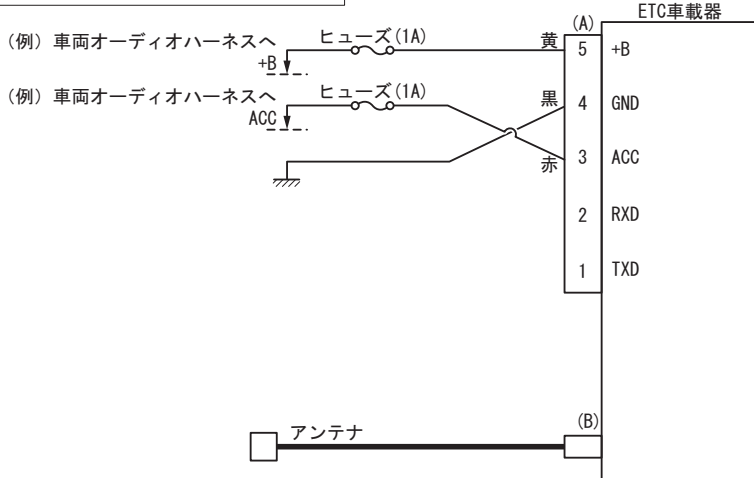 ETC車載器
(A)
(例) 車両オーディオハーネスへ
ヒューズ(1A)
黄
5
+B
+B
(例) 車両オーディオハーネスへ
ヒューズ(1A)
黒
4
GND
ACC
赤
3
ACC
2
RXD
1
TXD
(B)
アンテナ